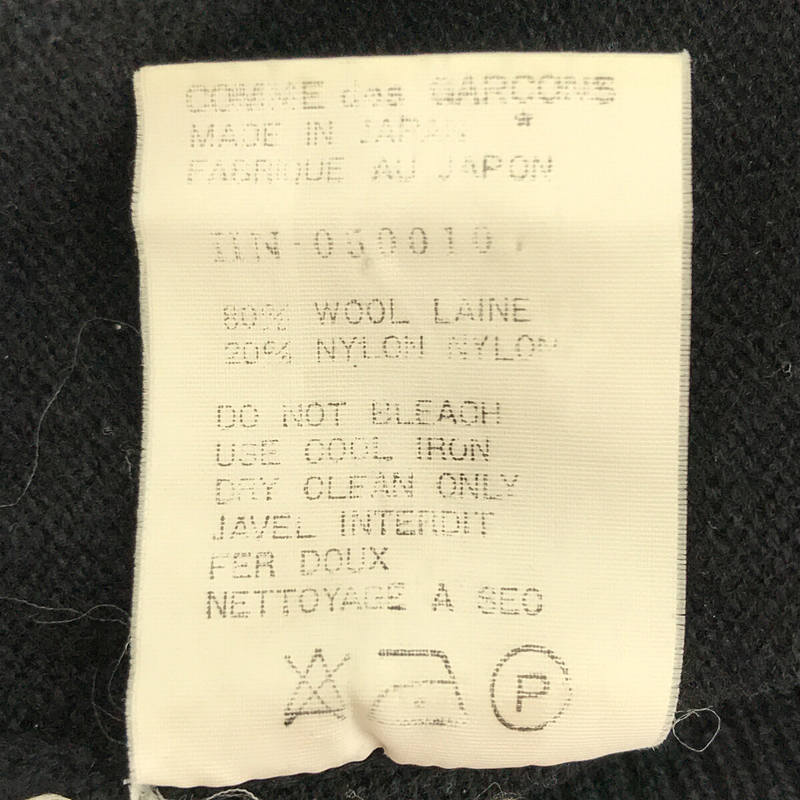 COMME des GARCONS
MADE IN JAPAN
FABRIQUE AU JAPON
80% WOOL LAINE
20% NYLON NYLON
DO NOT BLEACH
USE COOL IRON
DRY CLEAN ONLY
JAVEL INTERDIT
FER DOUX
NETTOYAGE A SEC
P